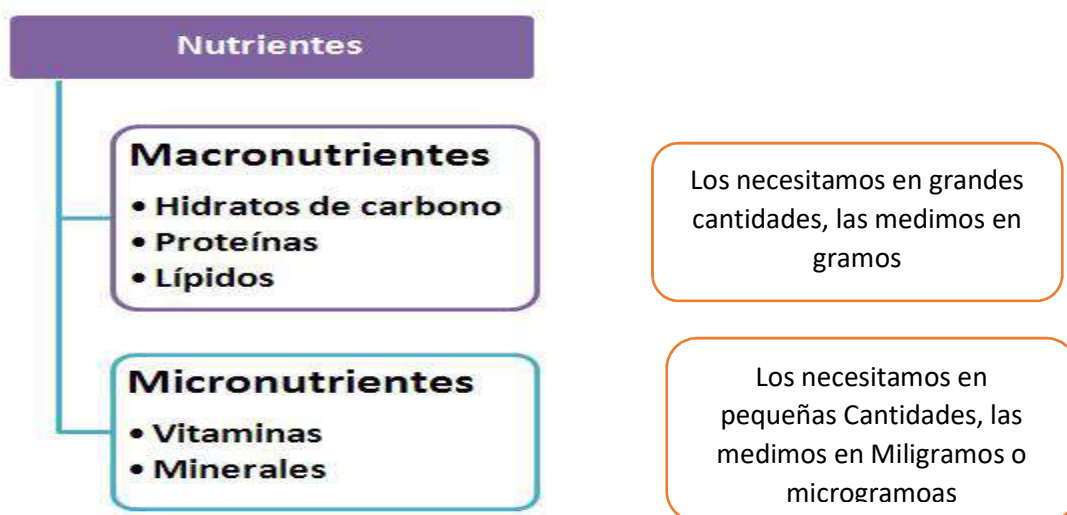 Nutrientes
Macronutrientes
• Hidratos de carbono
• Proteínas
• Lípidos
Los necesitamos en grandes
cantidades, las medimos en
gramos
Micronutrientes
• Vitaminas
• Minerales
Los necesitamos en
pequeñas Cantidades, las
medimos en Miligramos o
microgramoas